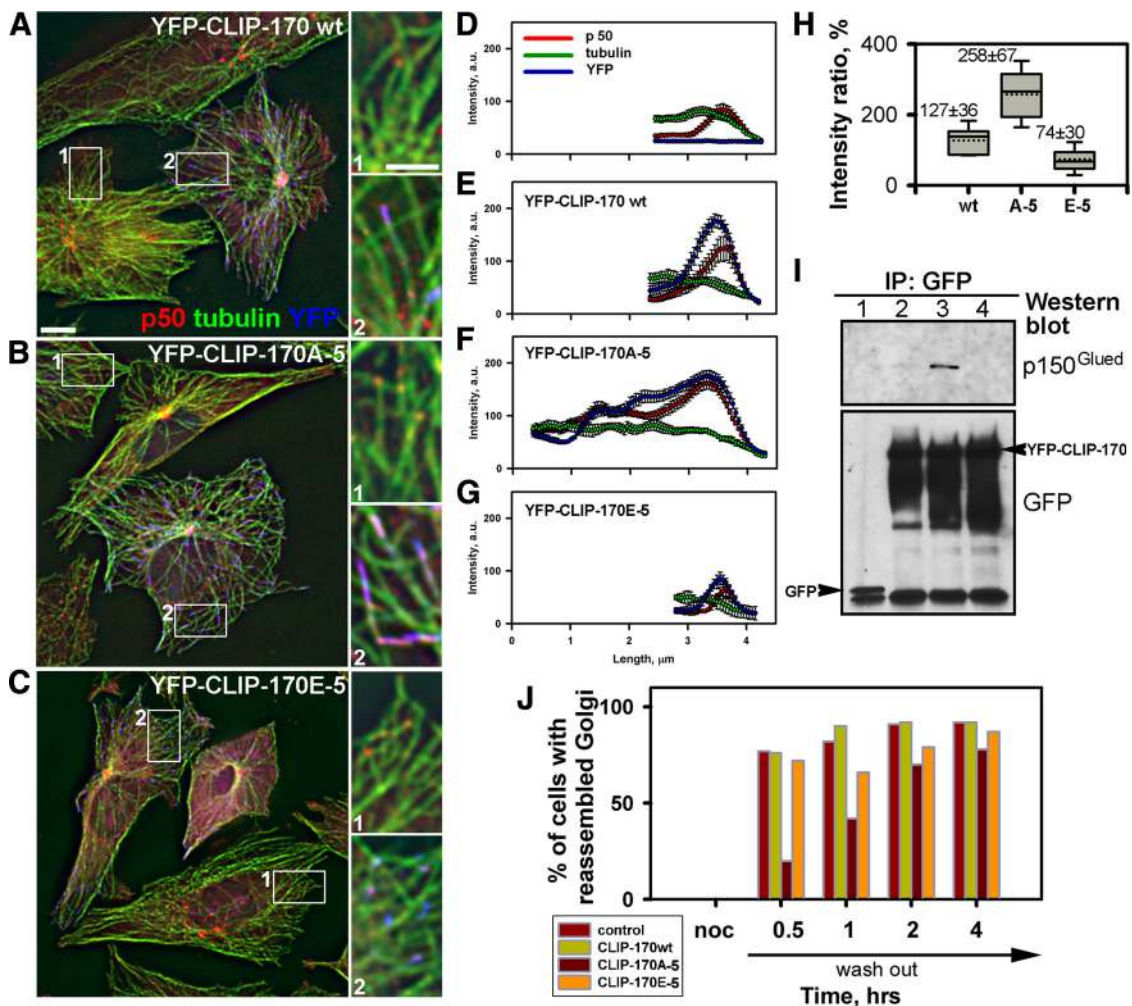 A
YFP-CLIP-170 wt
1
2
p50 tubulin YFP
1
2
B
YFP-CLIP-170A-5
1
2
1
2
C
YFP-CLIP-170E-5
2
1
1
2
D
p 50
tubulin
YFP
Intensity, a.u.
200
100
0
E
YFP-CLIP-170 wt
Intensity, a.u.
200
100
0
F
YFP-CLIP-170A-5
Intensity, a.u.
200
100
0
G
YFP-CLIP-170E-5
Intensity, a.u.
200
100
0
0 1 2 3 4
Length, µm
H
Intensity ratio, %
400
200
0
127±36
258±67
74±30
wt A-5 E-5
I
IP: GFP
1 2 3 4
Western
blot
p150Glued
YFP-CLIP-170
GFP
GFP
J
% of cells with
reassembled Golgi
100
50
0
noc 0.5 1 2 4
wash out
Time, hrs
control
CLIP-170wt
CLIP-170A-5
CLIP-170E-5